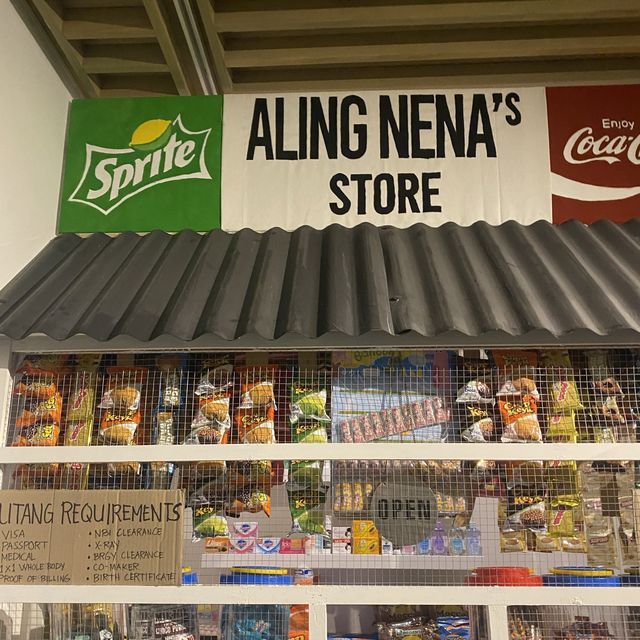 Sprite
ALING NENA'S
STORE
Enjoy
Coca-C
OPEN
UTANG REQUIREMENTS
VISA
PASSPORT
MEDICAL
1X1 WHOLE BODY
PROOF OF BILLING
• NBI CLEARANCE
• X-RAY
• BRGY CLEARANCE
• CO-MAKER
• BIRTH CERTIFICATE